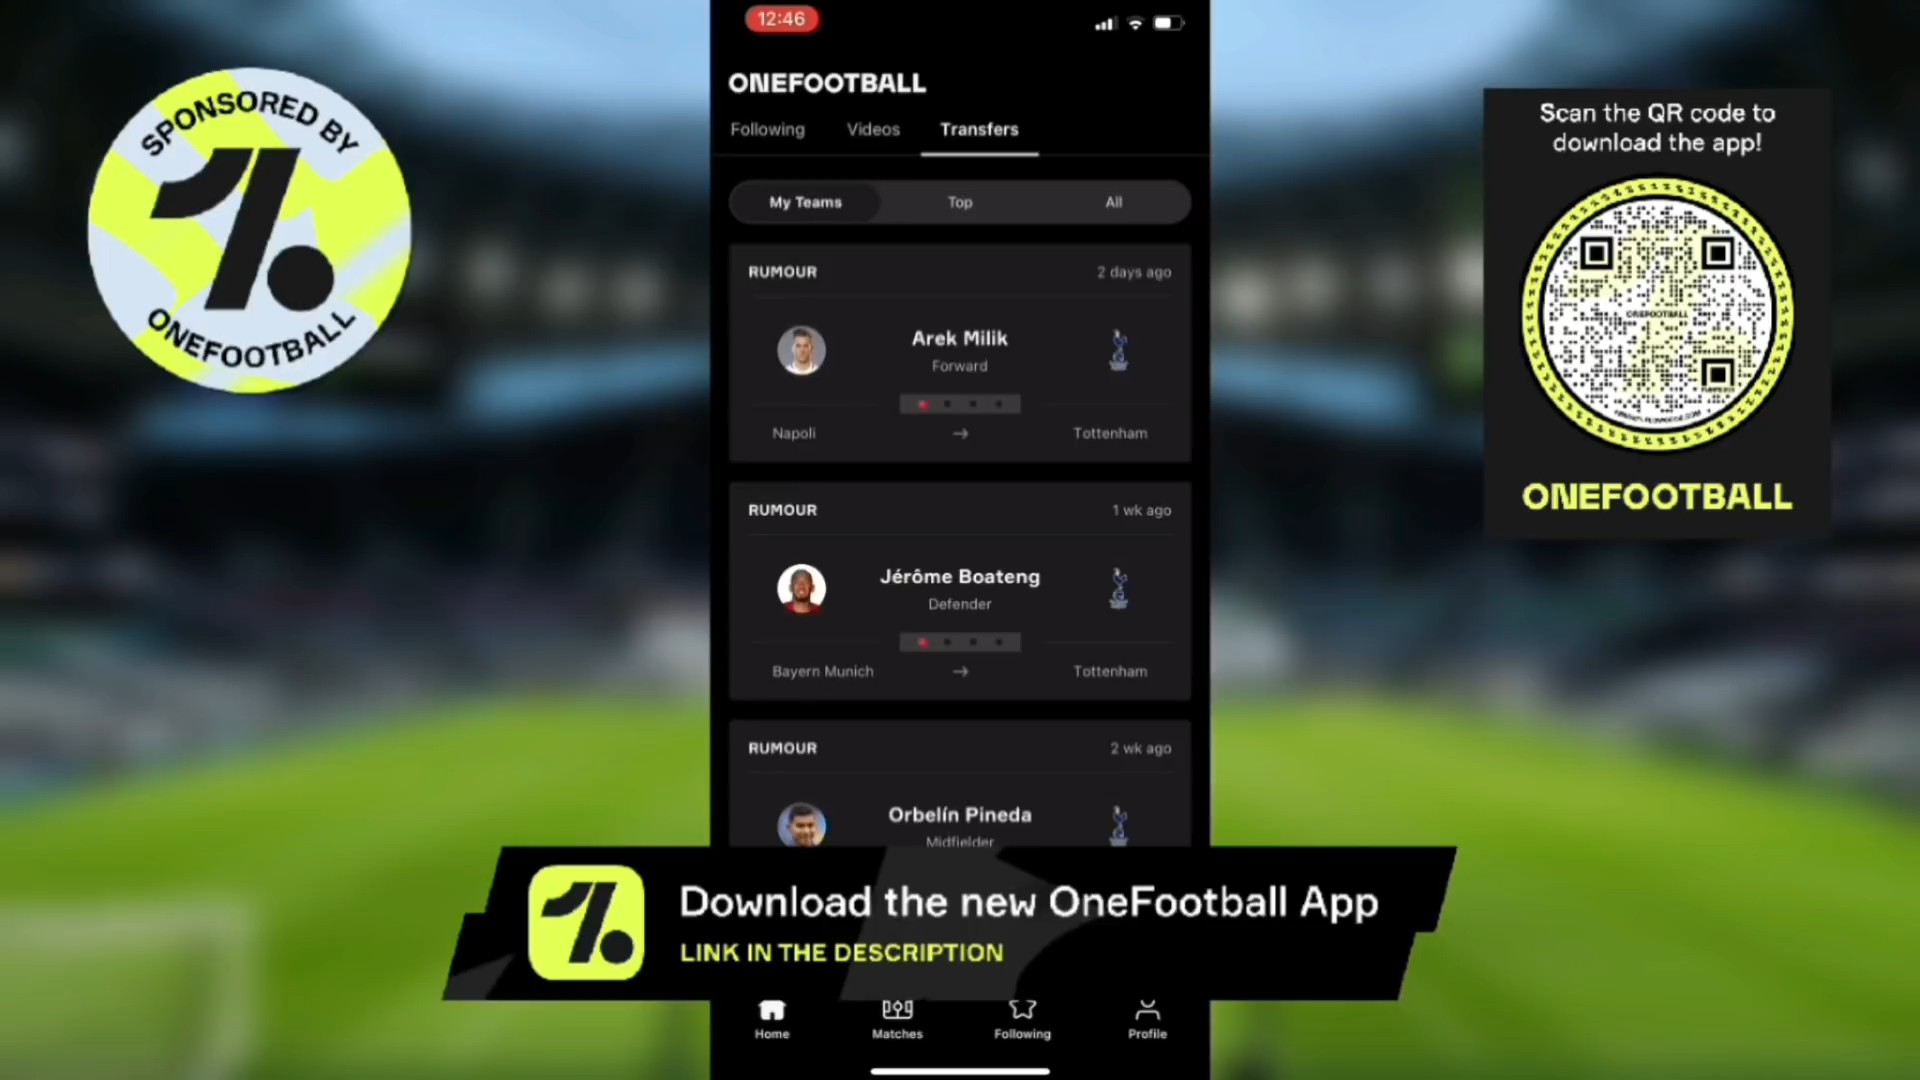 12:46
ONEFOOTBALL
Following
Videos
Transfers
My Teams
Top
All
RUMOUR
2 days ago
Arek Milik
Forward
Napoli
→
Tottenham
RUMOUR
1 wk ago
Jérôme Boateng
Defender
Bayern Munich
→
Tottenham
RUMOUR
2 wk ago
Orbelín Pineda
Midfielder
SPONSORED BY
ONEFOOTBALL
Scan the QR code to
download the app!
ONEFOOTBALL
ONEFOOTBALL
Download the new OneFootball App
LINK IN THE DESCRIPTION
Home
Matches
Following
Profile